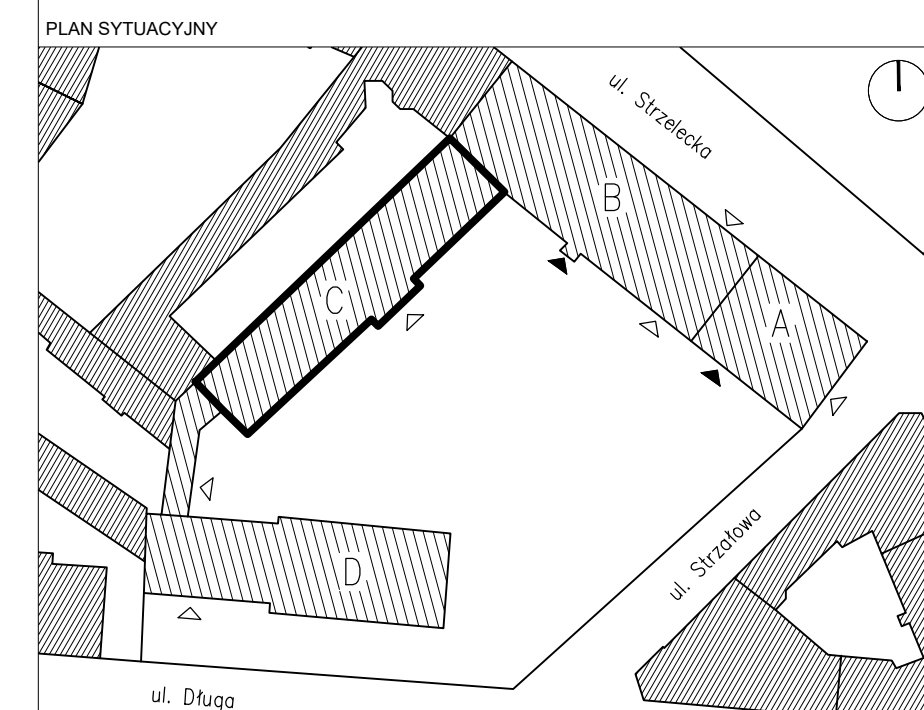 PLAN SYTUACYJNY
ul. Strzelecka
B
A
C
D
ul. Strzałowa
ul. Długa